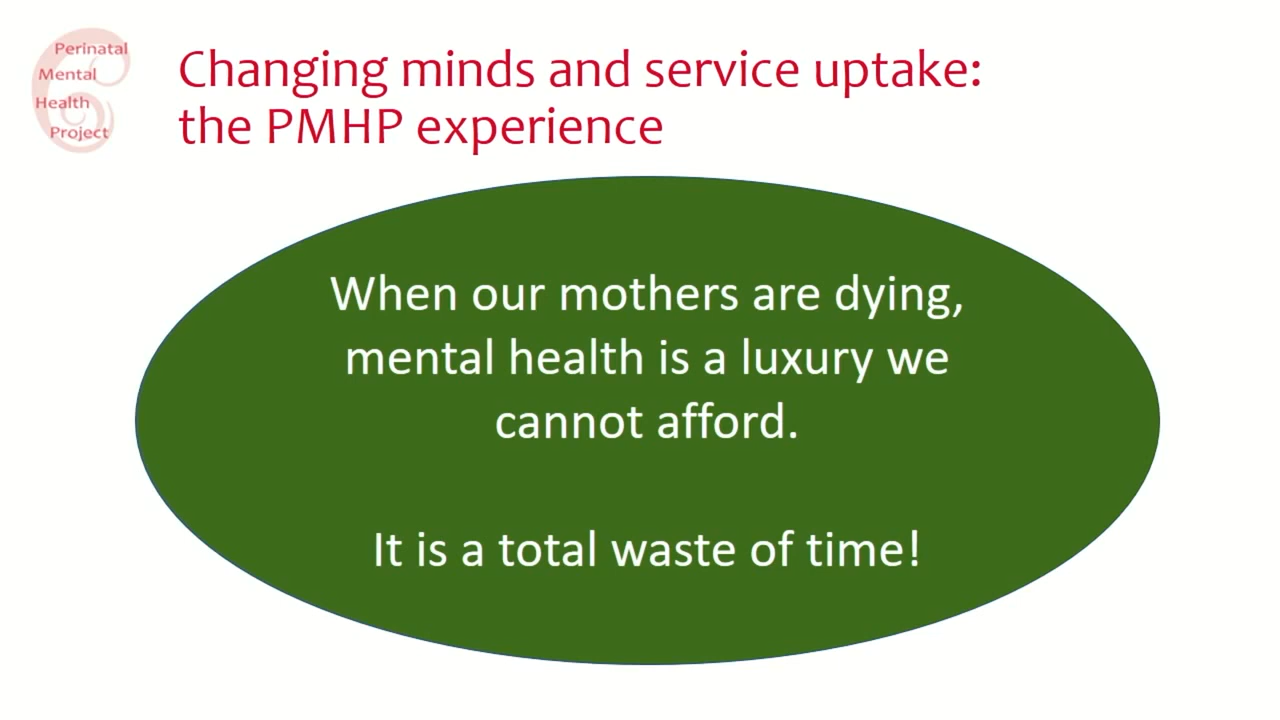 Perinatal
Mental
Health
Project
Changing minds and service uptake:
the PMHP experience
When our mothers are dying,
mental health is a luxury we
cannot afford.
It is a total waste of time!